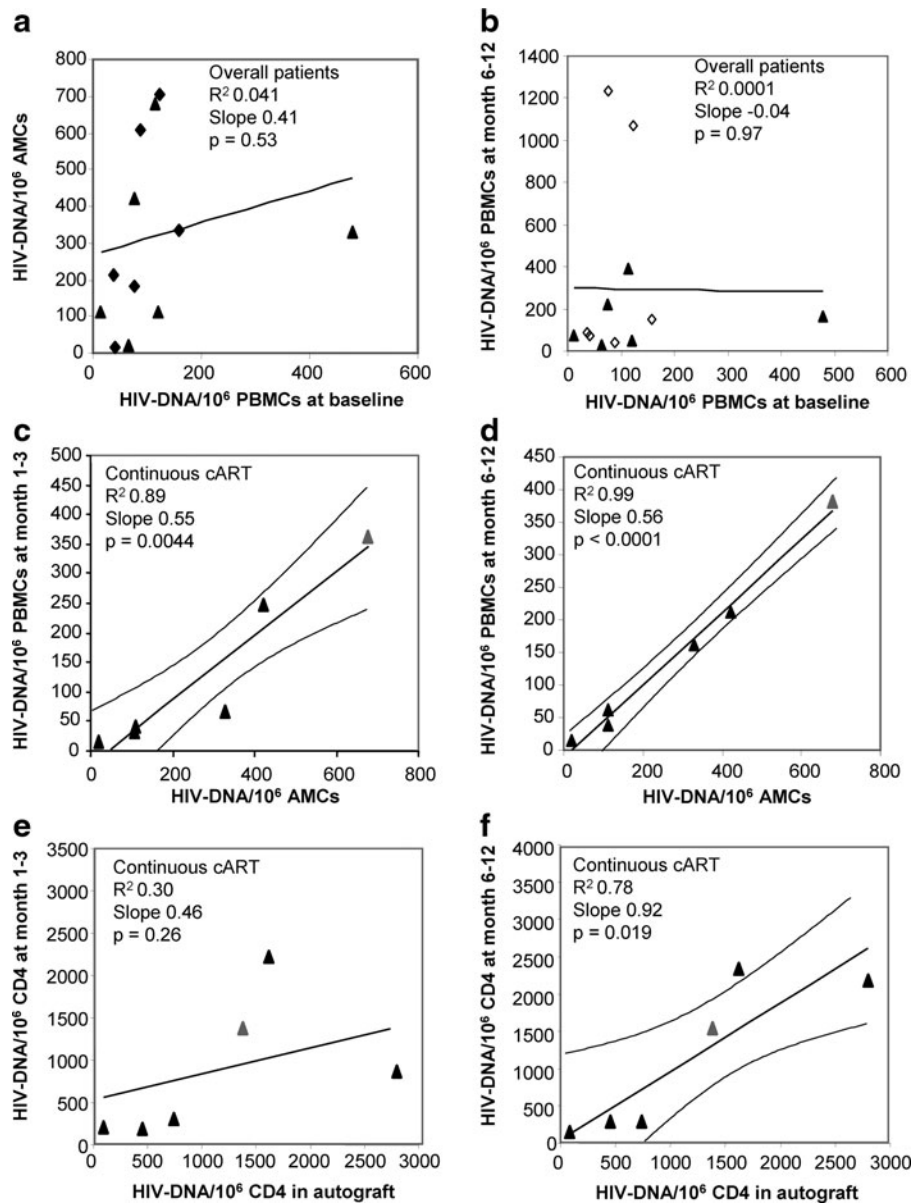 a
HIV-DNA/10⁶ AMCs
800
700
600
500
400
300
200
100
0
Overall patients
R² 0.041
Slope 0.41
p = 0.53
0 200 400 600
HIV-DNA/10⁶ PBMCs at baseline
b
HIV-DNA/10⁶ PBMCs at month 6-12
1400
1200
1000
800
600
400
200
0
Overall patients
R² 0.0001
Slope -0.04
p = 0.97
0 100 200 300 400 500 600
HIV-DNA/10⁶ PBMCs at baseline
c
HIV-DNA/10⁶ PBMCs at month 1-3
500
450
400
350
300
250
200
150
100
50
0
Continuous cART
R² 0.89
Slope 0.55
p = 0.0044
0 200 400 600 800
HIV-DNA/10⁶ AMCs
d
HIV-DNA/10⁶ PBMCs at month 6-12
450
400
350
300
250
200
150
100
50
0
Continuous cART
R² 0.99
Slope 0.56
p < 0.0001
0 200 400 600 800
HIV-DNA/10⁶ AMCs
e
HIV-DNA/10⁶ CD4 at month 1-3
3500
3000
2500
2000
1500
1000
500
0
Continuous cART
R² 0.30
Slope 0.46
p = 0.26
0 500 1000 1500 2000 2500 3000
HIV-DNA/10⁶ CD4 in autograft
f
HIV-DNA/10⁶ CD4 at month 6-12
4000
3500
3000
2500
2000
1500
1000
500
0
Continuous cART
R² 0.78
Slope 0.92
p = 0.019
0 500 1000 1500 2000 2500 3000
HIV-DNA/10⁶ CD4 in autograft